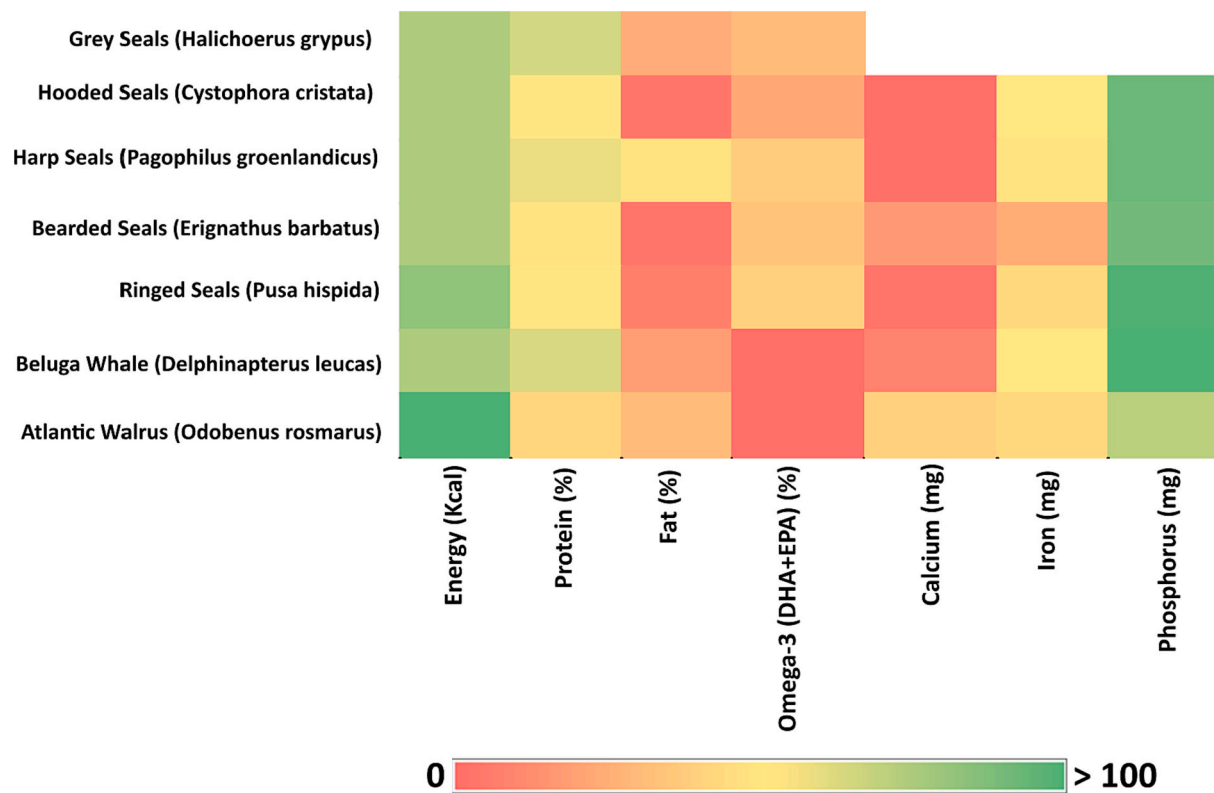 Grey Seals (Halichoerus grypus)
Hooded Seals (Cystophora cristata)
Harp Seals (Pagophilus groenlandicus)
Bearded Seals (Erignathus barbatus)
Ringed Seals (Pusa hispida)
Beluga Whale (Delphinapterus leucas)
Atlantic Walrus (Odobenus rosmarus)
Energy (Kcal)
Protein (%)
Fat (%)
Omega-3 (DHA+EPA) (%)
Calcium (mg)
Iron (mg)
Phosphorus (mg)
0 > 100